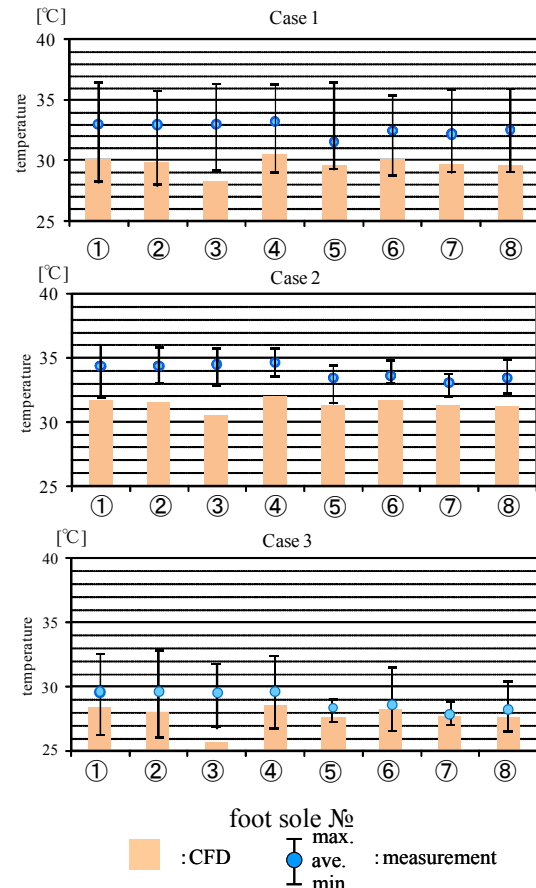 [℃]
Case 1
40
35
30
25
temperature
① ② ③ ④ ⑤ ⑥ ⑦ ⑧
[℃]
Case 2
40
35
30
25
temperature
① ② ③ ④ ⑤ ⑥ ⑦ ⑧
[℃]
Case 3
40
35
30
25
temperature
① ② ③ ④ ⑤ ⑥ ⑦ ⑧
foot sole №
: CFD
max.
ave.
min
: measurement